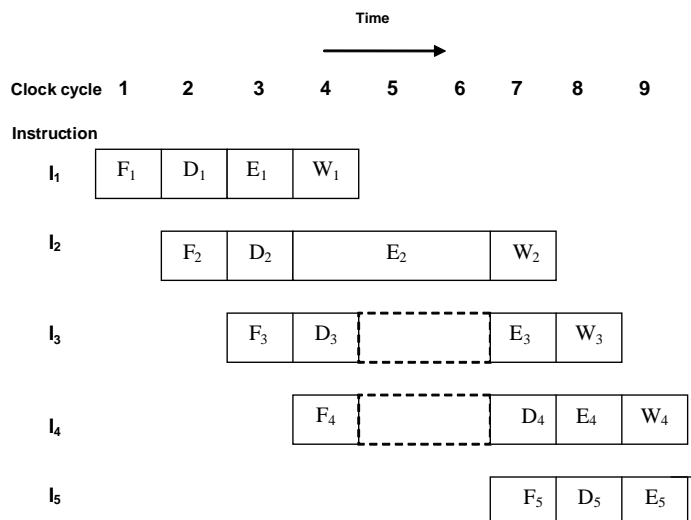 Time
Clock cycle 1 2 3 4 5 6 7 8 9
Instruction
I1 F1 D1 E1 W1
I2 F2 D2 E2 W2
I3 F3 D3 E3 W3
I4 F4 D4 E4 W4
I5 F5 D5 E5